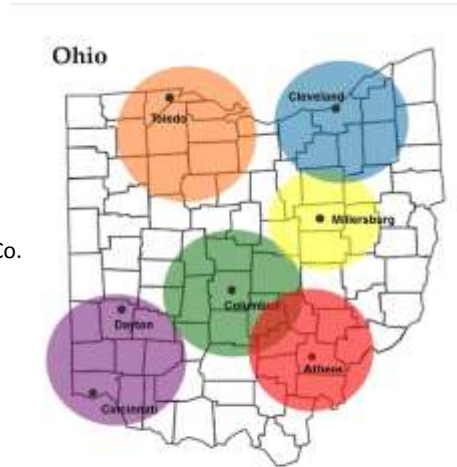 Ohio
Cleveland
Toledo
Millersburg
Co.
Columbus
Dayton
Athens
Cincinnati